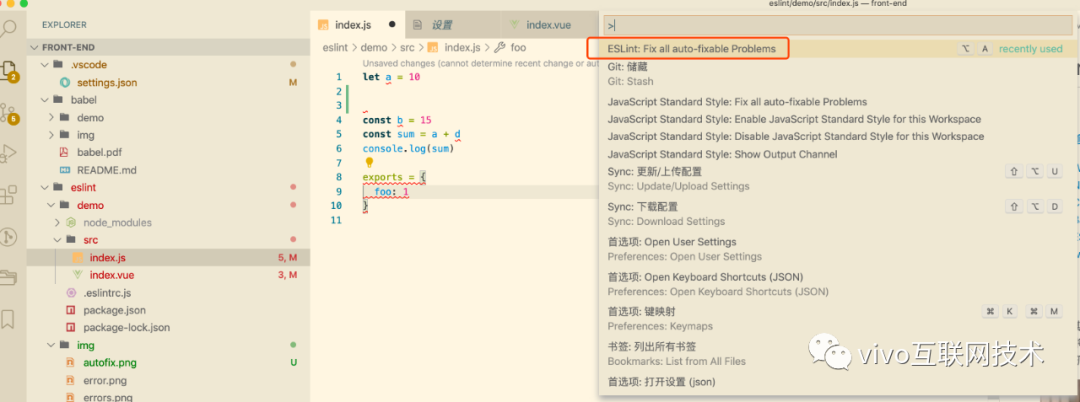 eslint/demo/src/index.js — front-end
EXPLORER
FRONT-END
.vscode
settings.json M
babel
demo
img
babel.pdf
README.md
eslint
demo
node_modules
src
index.js 5, M
index.vue 3, M
.eslintrc.js
package.json
package-lock.json
img
autofix.png U
error.png
errors.png
2
6
index.js
设置
index.vue
eslint > demo > src > index.js > foo
Unsaved changes (cannot determine recent change or aut
1 let a = 10
2
3
4 const b = 15
5 const sum = a + d
6 console.log(sum)
7
8 exports = {
9 foo: 1
10 }
11
>
ESLint: Fix all auto-fixable Problems ⌥ A recently used
Git: 储藏
Git: Stash
JavaScript Standard Style: Fix all auto-fixable Problems
JavaScript Standard Style: Enable JavaScript Standard Style for this Workspace
JavaScript Standard Style: Disable JavaScript Standard Style for this Workspace
JavaScript Standard Style: Show Output Channel
Sync: 更新/上传配置 ⇧ ⌥ U
Sync: Update/Upload Settings
Sync: 下载配置 ⇧ ⌥ D
Sync: Download Settings
首选项: Open User Settings
Preferences: Open User Settings
首选项: Open Keyboard Shortcuts (JSON)
Preferences: Open Keyboard Shortcuts (JSON)
首选项: 键映射 ⌘ K ⌘ M
Preferences: Keymaps
书签: 列出所有书签
Bookmarks: List from All Files
首选项: 打开设置 (json)
vivo互联网技术